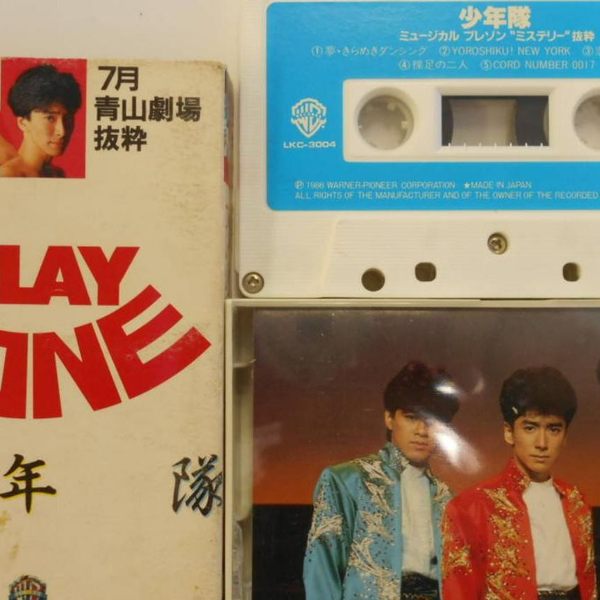 7月
青山劇場
抜粋
LAY
ONE
年 隊
少年隊
ミュージカル プレゾン "ミステリー" 抜粋
①夢・きらめきダンシング ②YOROSHIKU! NEW YORK ③
④裸足の二人 ⑤CORD NUMBER 0017
LKC-3004
Ⓟ 1986 WARNER-PIONEER CORPORATION ★MADE IN JAPAN
ALL RIGHTS OF THE MANUFACTURER AND OF THE OWNER OF THE RECORDED